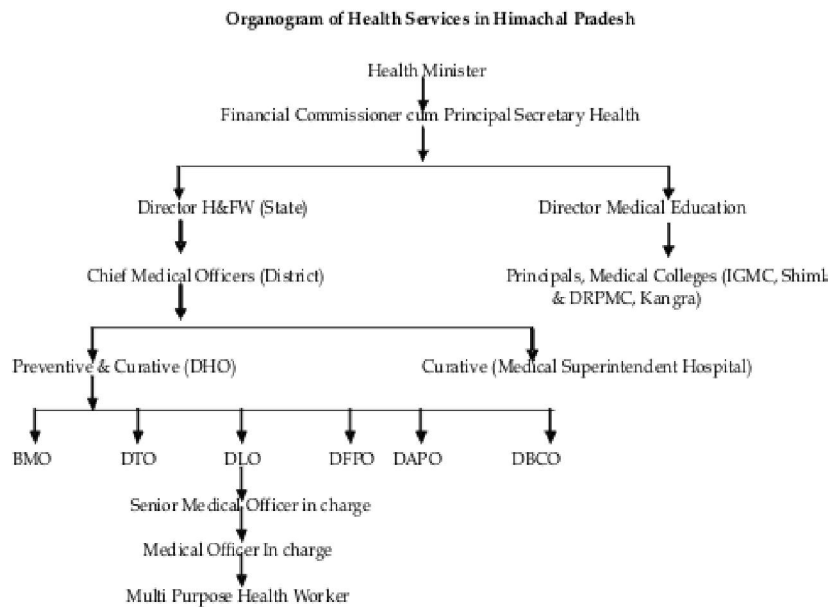 Organogram of Health Services in Himachal Pradesh
Health Minister
Financial Commissioner cum Principal Secretary Health
Director H&FW (State)
Director Medical Education
Chief Medical Officers (District)
Principals, Medical Colleges (IGMC, Shimla
& DRPMC, Kangra)
Preventive & Curative (DHO)
Curative (Medical Superintendent Hospital)
BMO DTO DLO DFPO DAPO DBCO
Senior Medical Officer in charge
Medical Officer In charge
Multi Purpose Health Worker